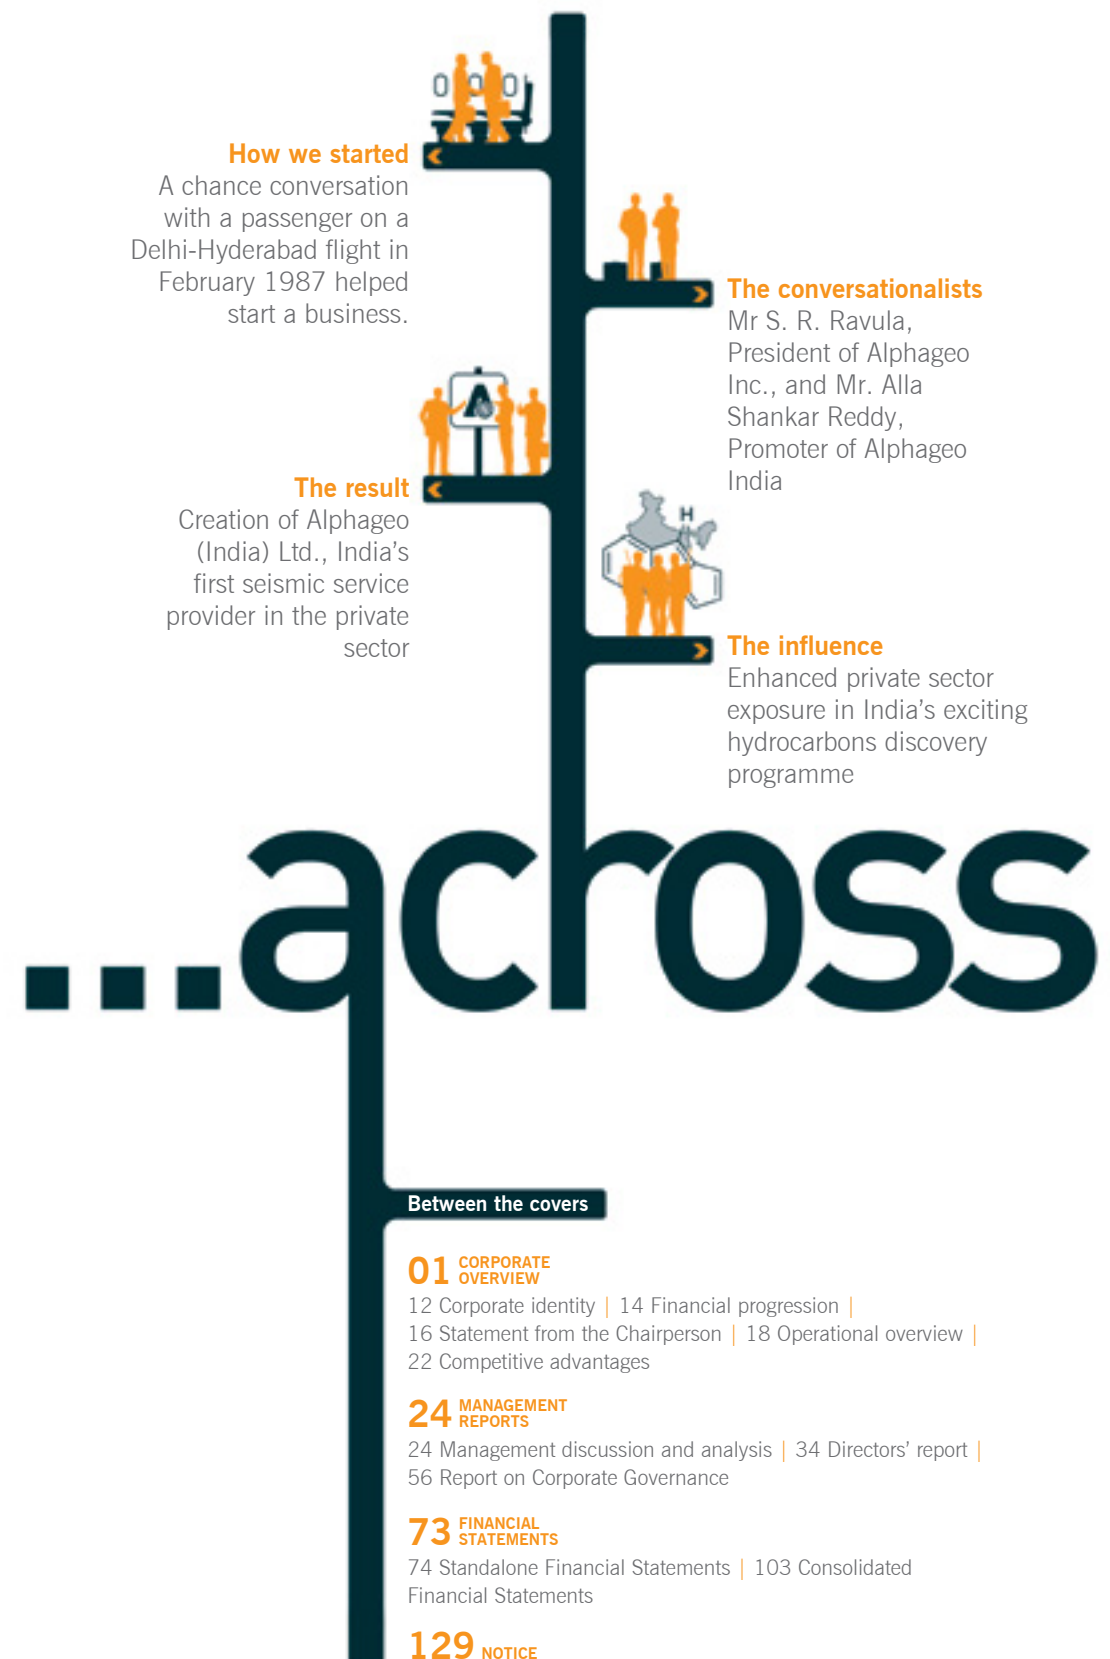 How we started
A chance conversation
with a passenger on a
Delhi-Hyderabad flight in
February 1987 helped
start a business.
The conversationalists
Mr S. R. Ravula,
President of Alphageo
Inc., and Mr. Alla
Shankar Reddy,
Promoter of Alphageo
India
The result
Creation of Alphageo
(India) Ltd., India’s
first seismic service
provider in the private
sector
H
The influence
Enhanced private sector
exposure in India’s exciting
hydrocarbons discovery
programme
...across
Between the covers
01 CORPORATE
OVERVIEW
12 Corporate identity | 14 Financial progression |
16 Statement from the Chairperson | 18 Operational overview |
22 Competitive advantages
24 MANAGEMENT
REPORTS
24 Management discussion and analysis | 34 Directors’ report |
56 Report on Corporate Governance
73 FINANCIAL
STATEMENTS
74 Standalone Financial Statements | 103 Consolidated
Financial Statements
129 NOTICE